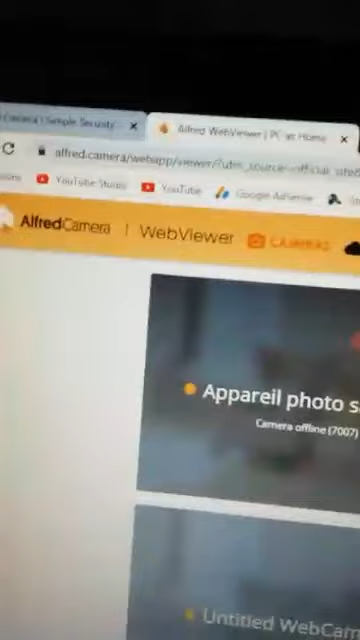 Camera | Simple Security
Alfred WebViewer | PC at Home
alfred.camera/webapp/viewer/?utm_source=official_site
YouTube Studio YouTube Google AdSense
AlfredCamera | WebViewer CAMERAS
Appareil photo s
Camera offline (7007)
Untitled WebCam